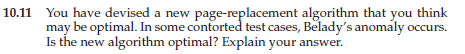 10.11 You have devised a new page-replacement algorithm that you think
may be optimal. In some contorted test cases, Belady's anomaly occurs.
Is the new algorithm optimal? Explain your answer.